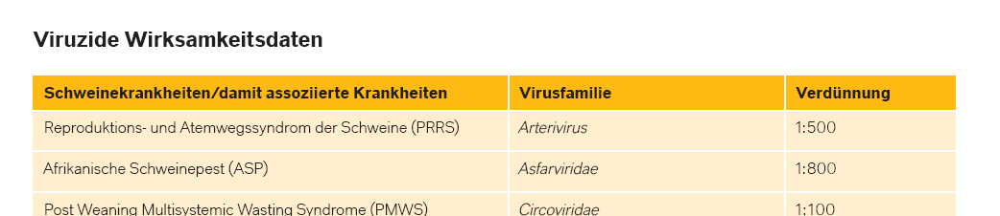 Viruzide Wirksamkeitsdaten
Schweinekrankheiten/damit assoziierte Krankheiten Virusfamilie Verdünnung
Reproduktions- und Atemwegssyndrom der Schweine (PRRS) Arterivirus 1:500
Afrikanische Schweinepest (ASP) Asfarviridae 1:800
Post Weaning Multisystemic Wasting Syndrome (PMWS) Circoviridae 1:100